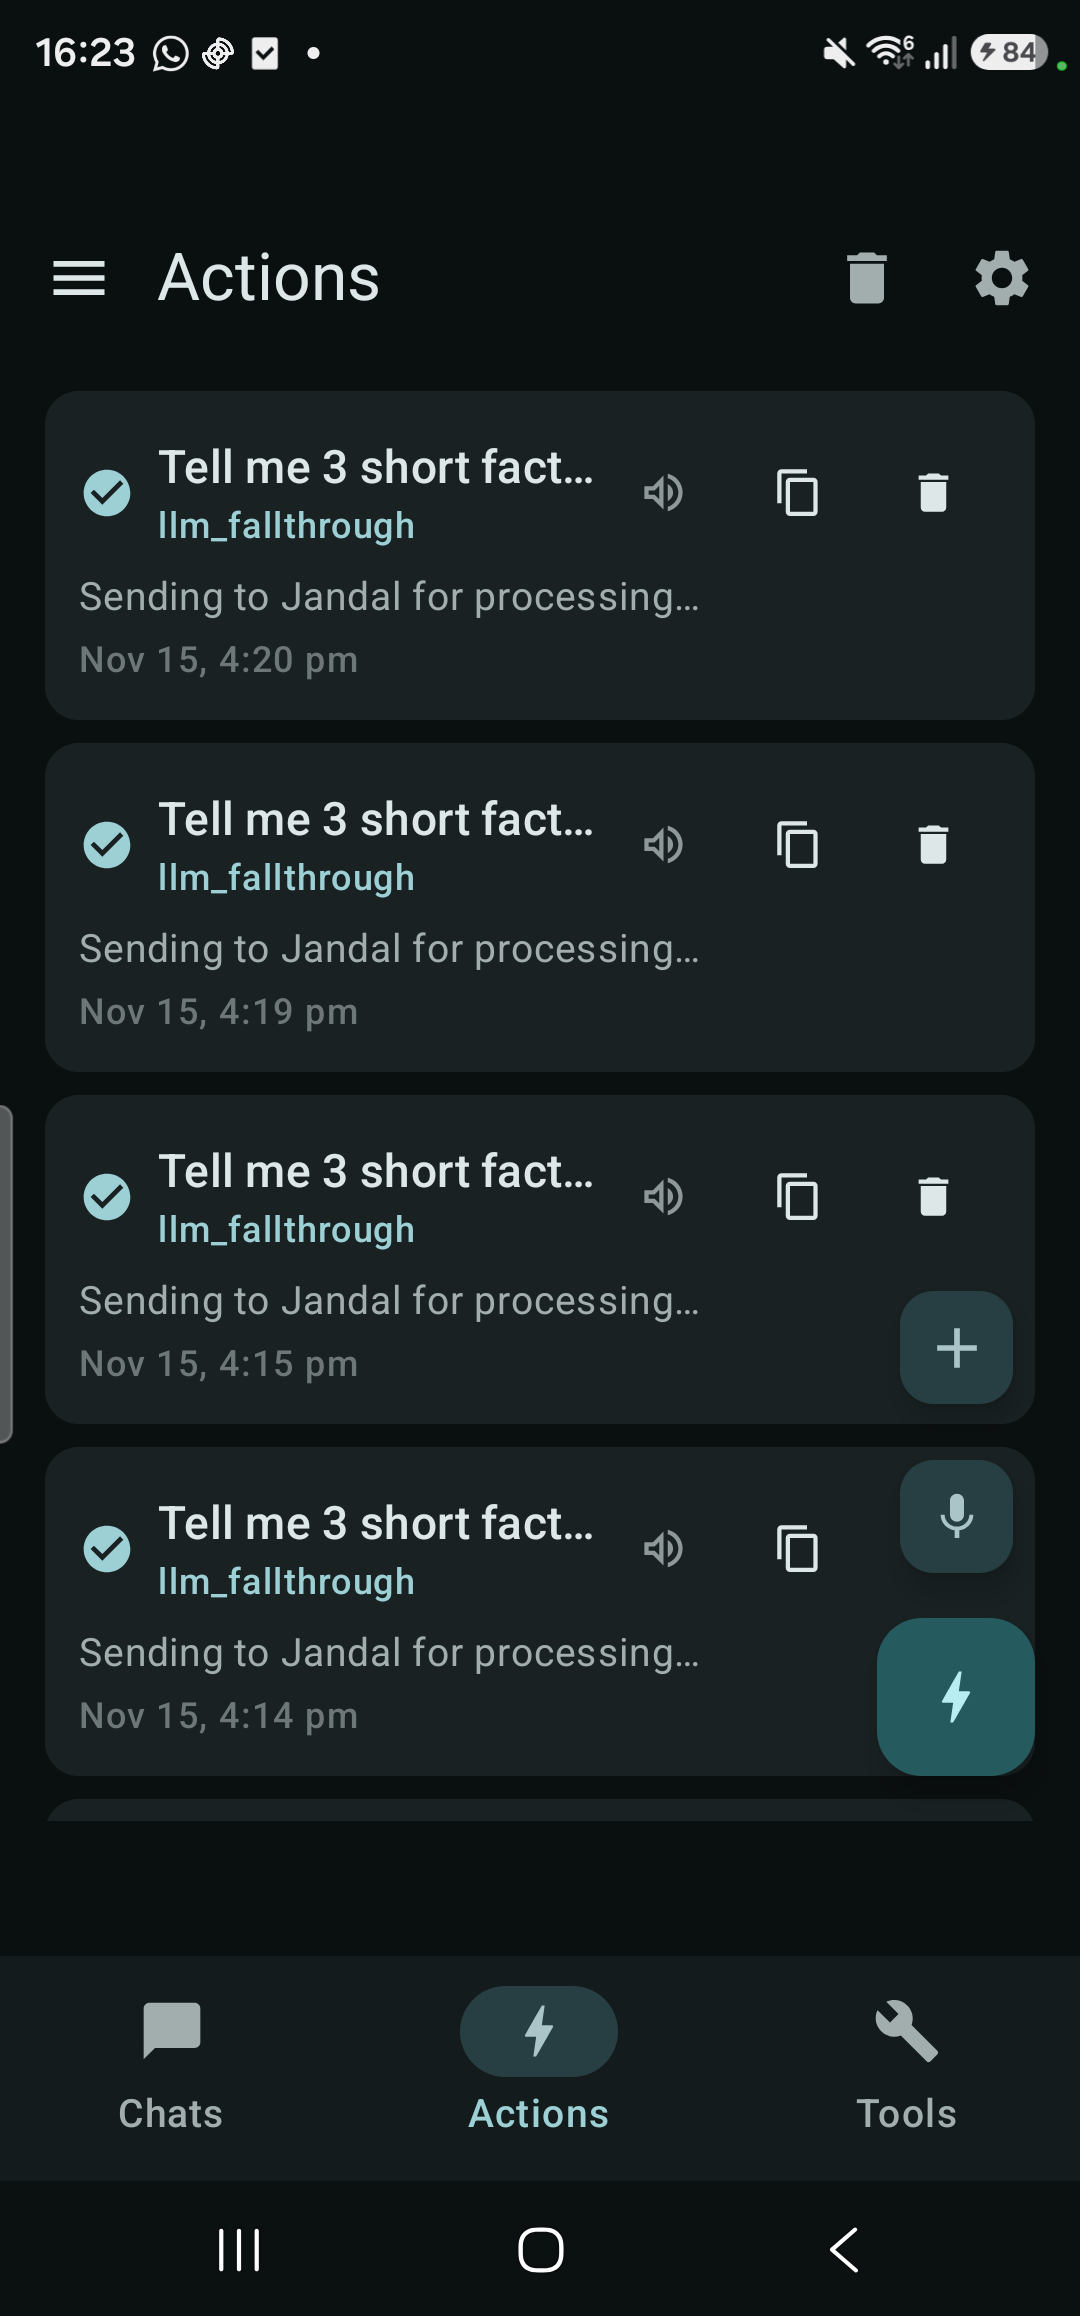 16:23
6
84
Actions
Tell me 3 short fact...
llm_fallthrough
Sending to Jandal for processing...
Nov 15, 4:20 pm
Tell me 3 short fact...
llm_fallthrough
Sending to Jandal for processing...
Nov 15, 4:19 pm
Tell me 3 short fact...
llm_fallthrough
Sending to Jandal for processing...
Nov 15, 4:15 pm
Tell me 3 short fact...
llm_fallthrough
Sending to Jandal for processing...
Nov 15, 4:14 pm
Chats
Actions
Tools